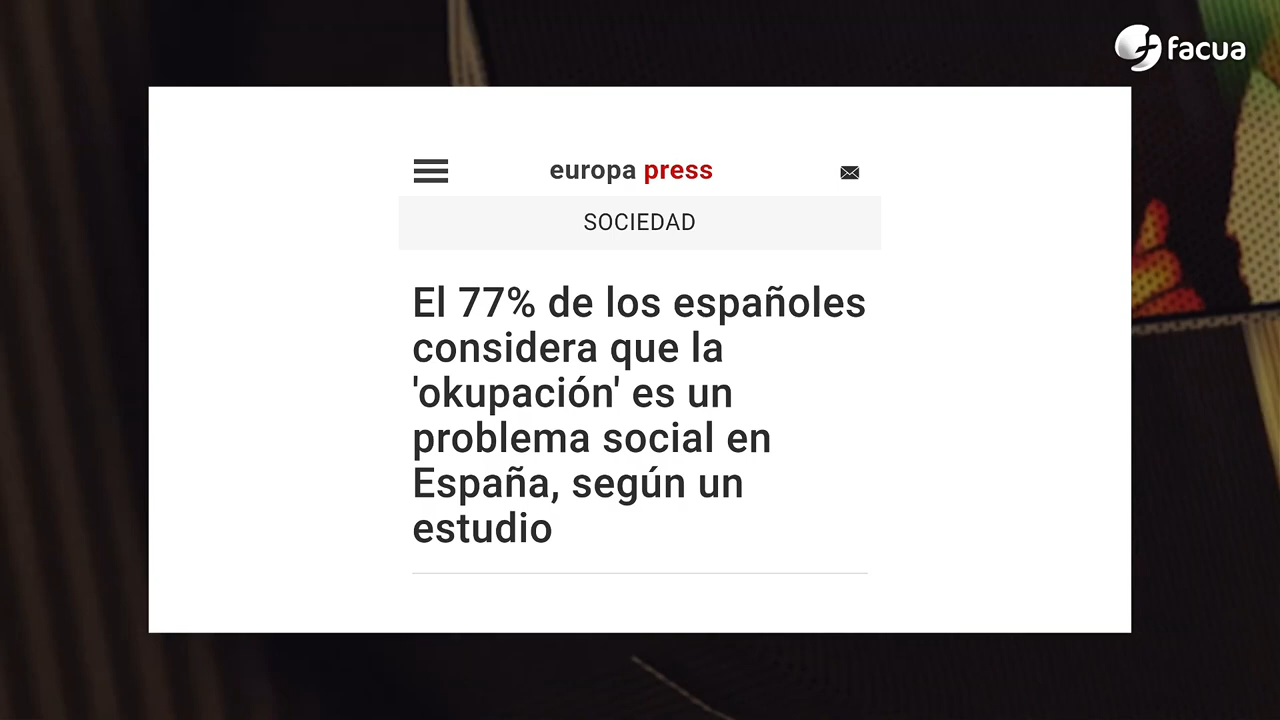 facua
europa press
SOCIEDAD
El 77% de los españoles
considera que la
'okupación' es un
problema social en
España, según un
estudio